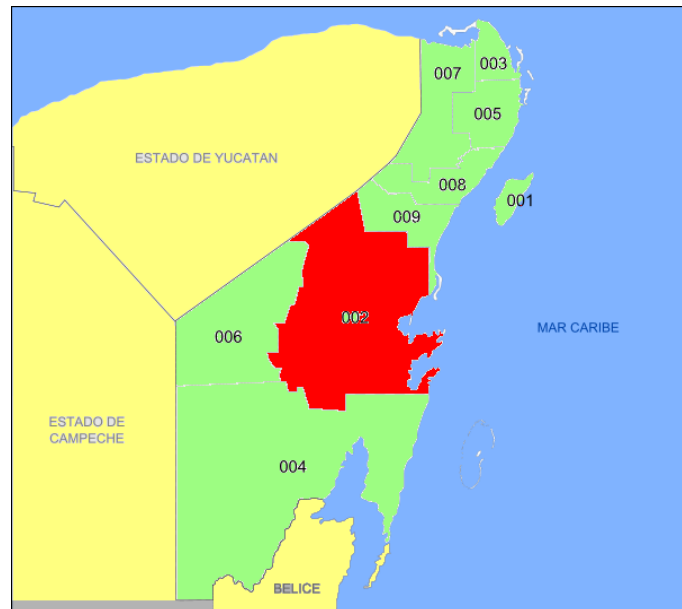 003
007
005
ESTADO DE YUCATAN
008
001
009
002
MAR CARIBE
006
ESTADO DE
CAMPECHE
004
BELICE